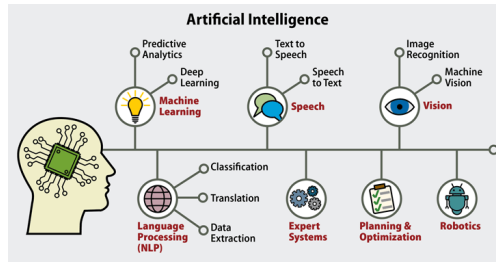 Artificial Intelligence
Predictive
Analytics
Deep
Learning
Machine
Learning
Text to
Speech
Speech
to Text
Speech
Image
Recognition
Machine
Vision
Vision
Classification
Translation
Data
Extraction
Language
Processing
(NLP)
Expert
Systems
Planning &
Optimization
Robotics